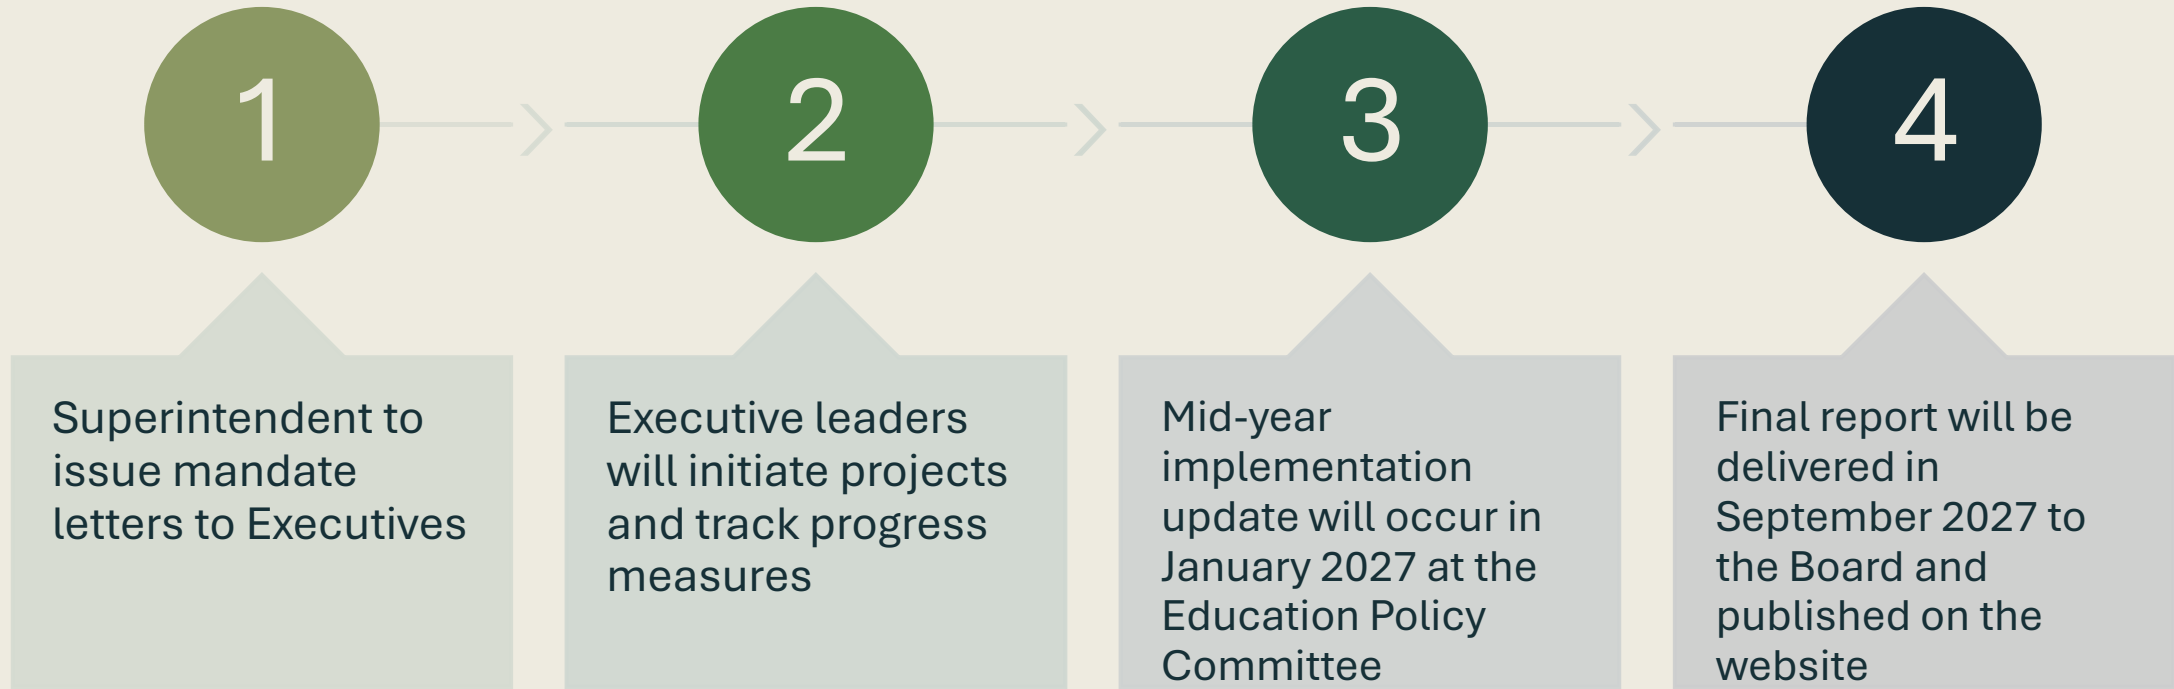 1
2
3
4
Superintendent to
issue mandate
letters to Executives
Executive leaders
will initiate projects
and track progress
measures
Mid-year
implementation
update will occur in
January 2027 at the
Education Policy
Committee
Final report will be
delivered in
September 2027 to
the Board and
published on the
website